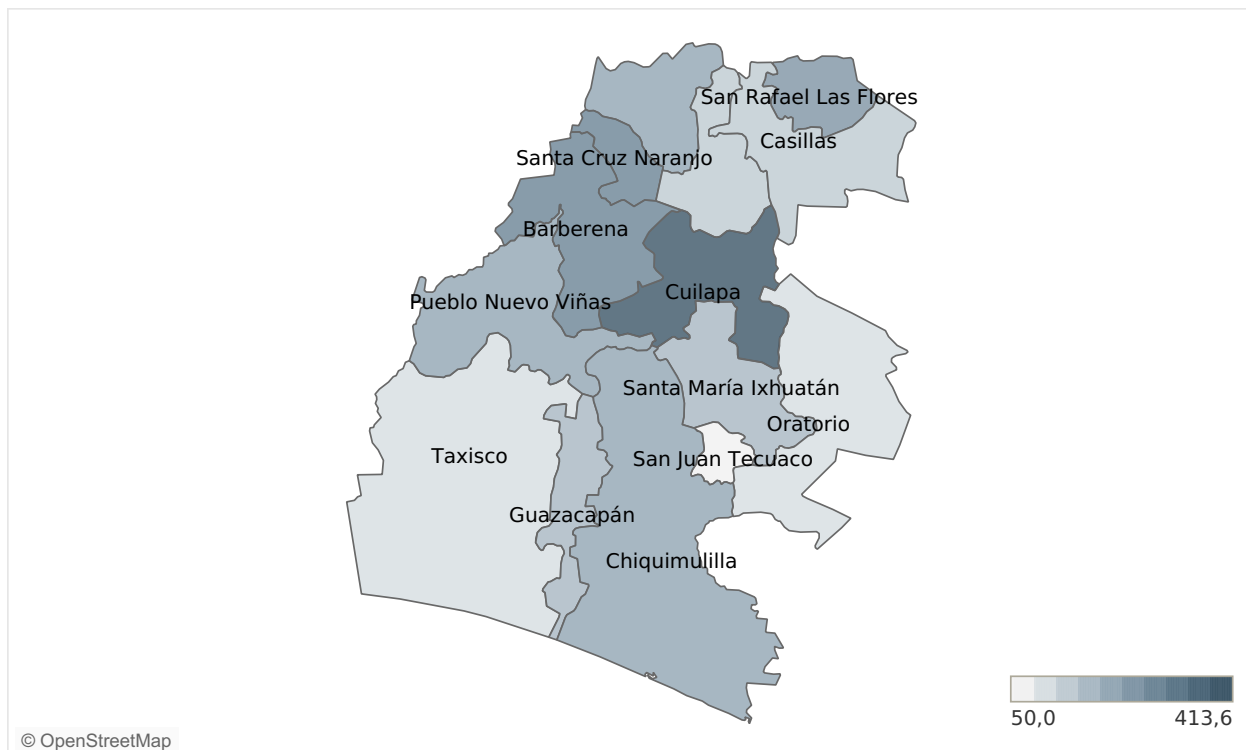 San Rafael Las Flores
Casillas
Santa Cruz Naranjo
Barberena
Cuilapa
Pueblo Nuevo Viñas
Santa María Ixhuatán
Oratorio
Taxisco
San Juan Tecuaco
Guazacapán
Chiquimulilla
50,0
413,6
© OpenStreetMap